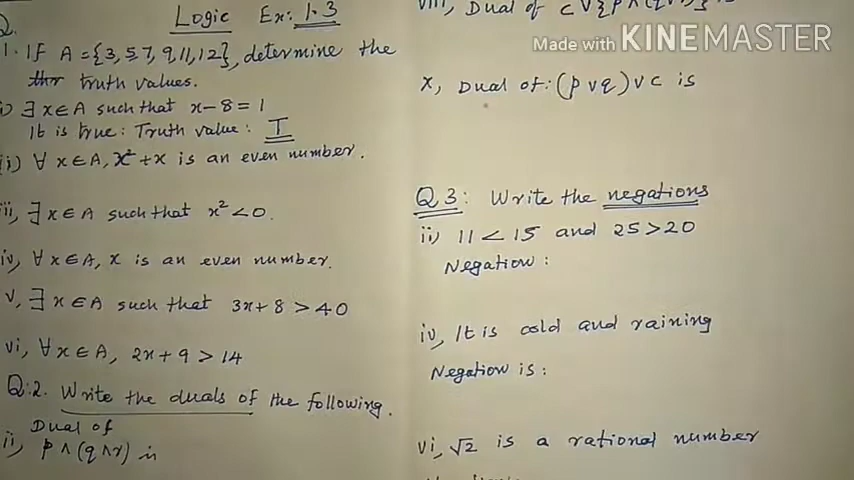 Q.
Logic Ex: 1.3
1. If A = {3, 5 7, 9, 11, 12}, determine the
thr truth values.
i) ∃ x ∈ A such that x - 8 = 1
It is true: Truth value: T
(ii) ∀ x ∈ A, x² + x is an even number.
iii, ∃ x ∈ A such that x² < 0.
iv, ∀ x ∈ A, x is an even number.
v, ∃ x ∈ A such that 3x + 8 > 40
vi, ∀ x ∈ A, 2x + 9 > 14
Q:2. Write the duals of the following.
ii, Dual of
p ∧ (q ∧ r) is
viii, Dual of c ∨ {p ∧
Made with KINEMASTER
x, Dual of: (p ∨ q) ∨ c is
Q 3: Write the negations
ii, 11 < 15 and 25 > 20
Negation:
iv, It is cold and raining
Negation is:
vi, √2 is a rational number